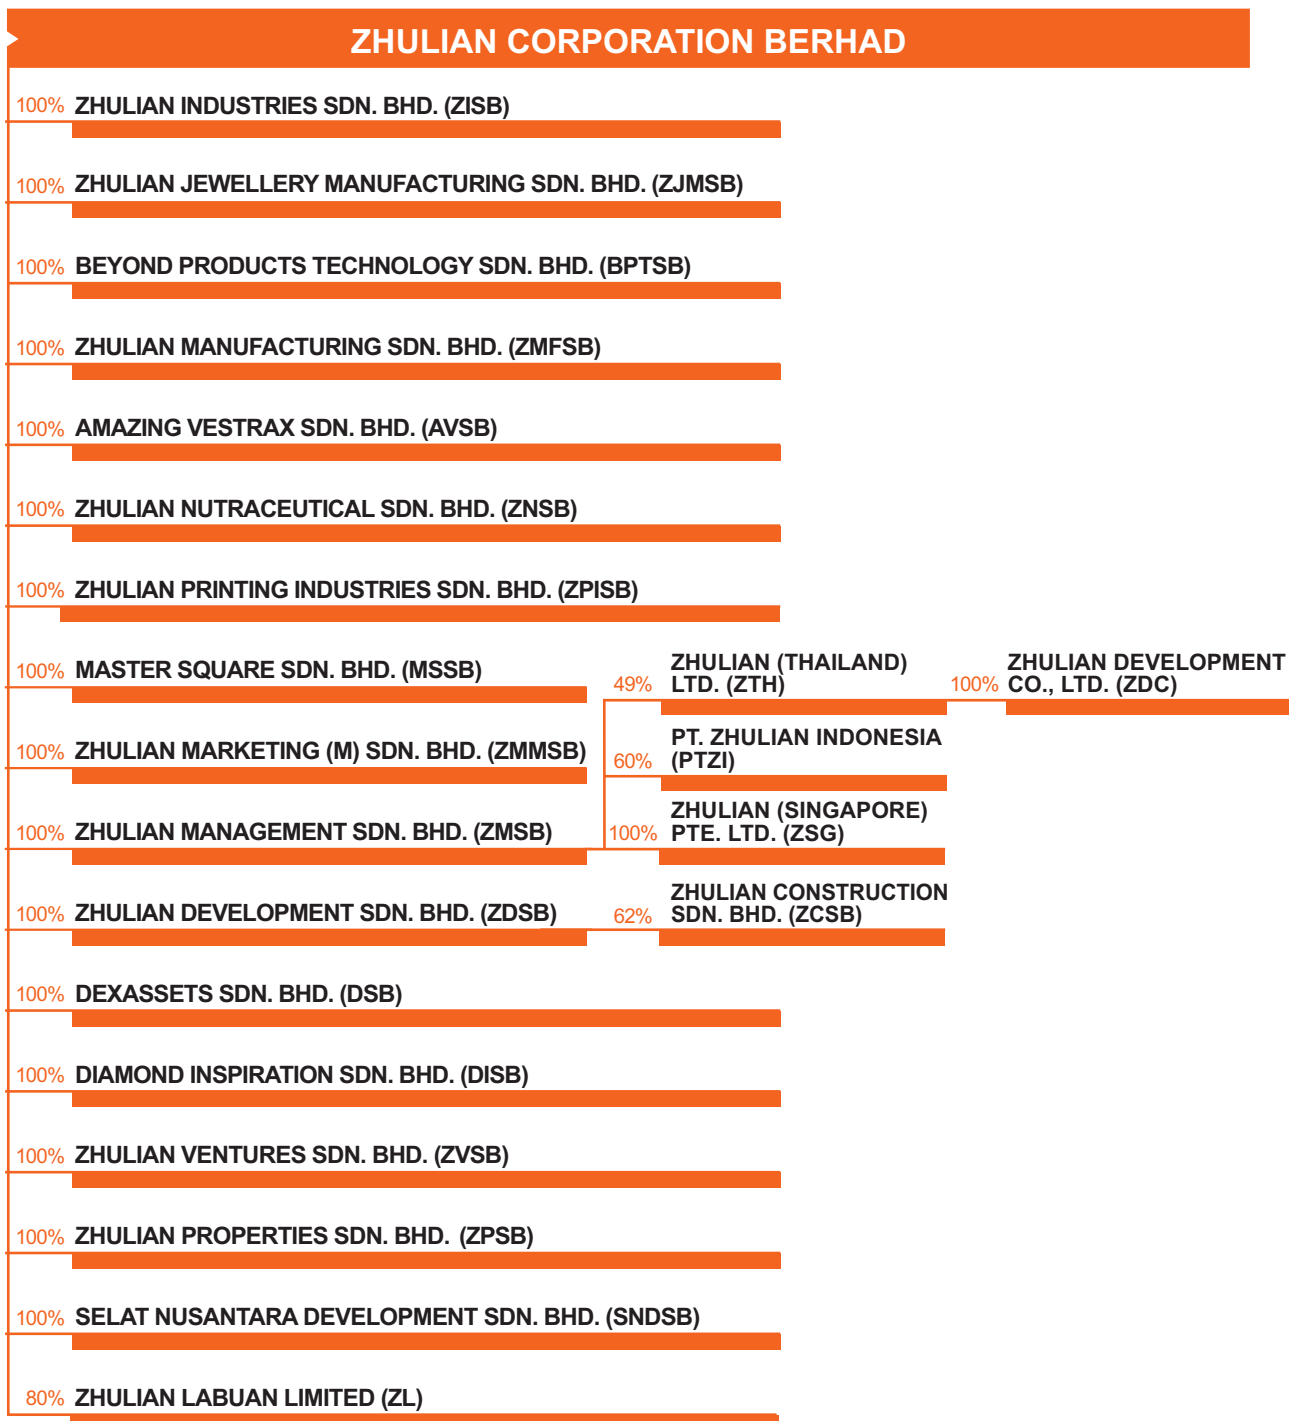 ZHULIAN CORPORATION BERHAD
100% ZHULIAN INDUSTRIES SDN. BHD. (ZISB)
100% ZHULIAN JEWELLERY MANUFACTURING SDN. BHD. (ZJMSB)
100% BEYOND PRODUCTS TECHNOLOGY SDN. BHD. (BPTSB)
100% ZHULIAN MANUFACTURING SDN. BHD. (ZMFSB)
100% AMAZING VESTRAX SDN. BHD. (AVSB)
100% ZHULIAN NUTRACEUTICAL SDN. BHD. (ZNSB)
100% ZHULIAN PRINTING INDUSTRIES SDN. BHD. (ZPISB)
100% MASTER SQUARE SDN. BHD. (MSSB)
100% ZHULIAN MARKETING (M) SDN. BHD. (ZMMSB)
100% ZHULIAN MANAGEMENT SDN. BHD. (ZMSB)
49% ZHULIAN (THAILAND)
LTD. (ZTH)
100% ZHULIAN DEVELOPMENT
CO., LTD. (ZDC)
60% PT. ZHULIAN INDONESIA
(PTZI)
100% ZHULIAN (SINGAPORE)
PTE. LTD. (ZSG)
100% ZHULIAN DEVELOPMENT SDN. BHD. (ZDSB)
62% ZHULIAN CONSTRUCTION
SDN. BHD. (ZCSB)
100% DEXASSETS SDN. BHD. (DSB)
100% DIAMOND INSPIRATION SDN. BHD. (DISB)
100% ZHULIAN VENTURES SDN. BHD. (ZVSB)
100% ZHULIAN PROPERTIES SDN. BHD. (ZPSB)
100% SELAT NUSANTARA DEVELOPMENT SDN. BHD. (SNDSB)
80% ZHULIAN LABUAN LIMITED (ZL)